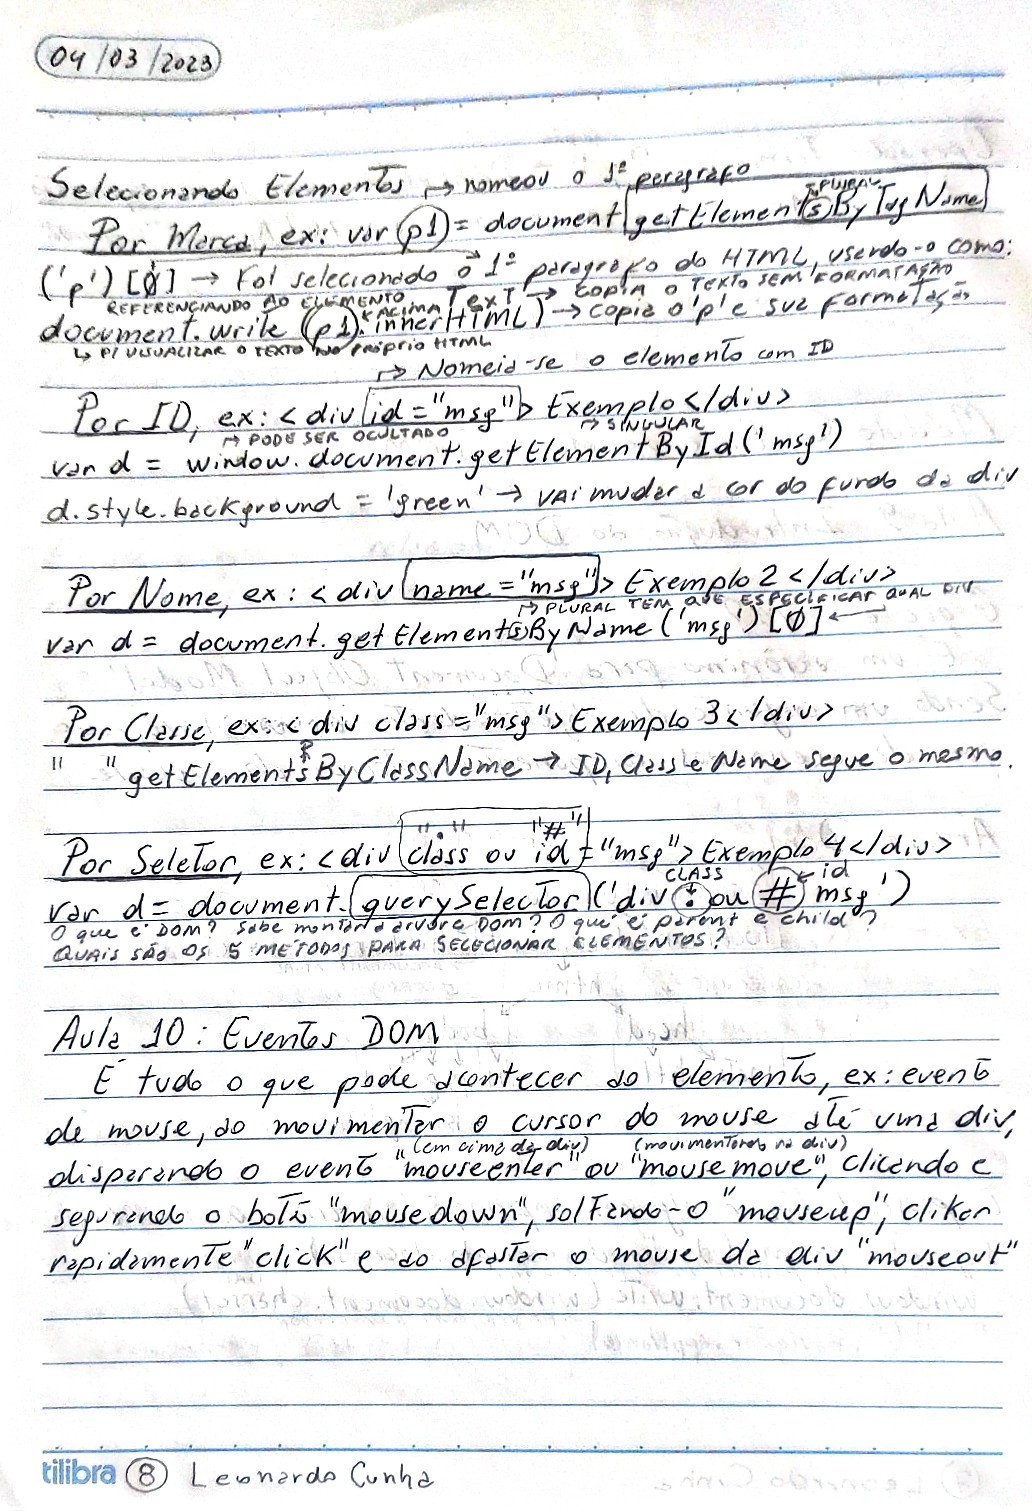 04/03/2023
Selecionando Elementos → nomeou o 1º paragrafo
↱ PLURAL
Por Marca, ex: var p1 = document getElement(s)ByTagName
('p')[0] → Foi selecionado o 1º paragrafo do HTML, usando-o como:
REFERENCIANDO AO ELEMENTO ACIMA Text → COPIA O TEXTO SEM FORMATAÇÃO
document.write (p1.innerHTML) → copia o 'p' e sua formatação
↳ P/ VISUALIZAR O TEXTO NO PRÓPRIO HTML
↱ Nomeia-se o elemento com ID
Por ID, ex: <div id="msg"> Exemplo</div>
↱ PODE SER OCULTADO ↱ SINGULAR
var d = window.document.getElementById('msg')
d.style.background = 'green' → vai mudar a cor do fundo da div
Por Nome, ex: <div name="msg"> Exemplo 2 </div>
↱ PLURAL TEM QUE ESPECIFICAR QUAL DIV
var d = document.getElement(s)ByName('msg')[0] ←
Por Classe, ex: <div class="msg"> Exemplo 3 </div>
" " getElementsByClassName → ID, Class e Name segue o mesmo.
"." "#"
Por Seletor, ex: <div class ou id="msg"> Exemplo 4 </div>
CLASS id
var d = document.querySelector('div . ou # msg')
O que é DOM? Sabe montar a arvore DOM? O que é parent e child?
QUAIS SÃO OS 5 METODOS PARA SELECIONAR ELEMENTOS?
Aula 10: Eventos DOM
É tudo o que pode acontecer ao elemento, ex: evento
de mouse, ao movimentar o cursor do mouse até uma div,
(em cima da div) (movimentando na div)
disparando o evento "mouseenter" ou "mousemove", clicando e
segurando o botão "mousedown", soltando-o "mouseup", clikar
rapidamente "click" e ao afastar o mouse da div "mouseout"
tilibra 8 Leonardo Cunha